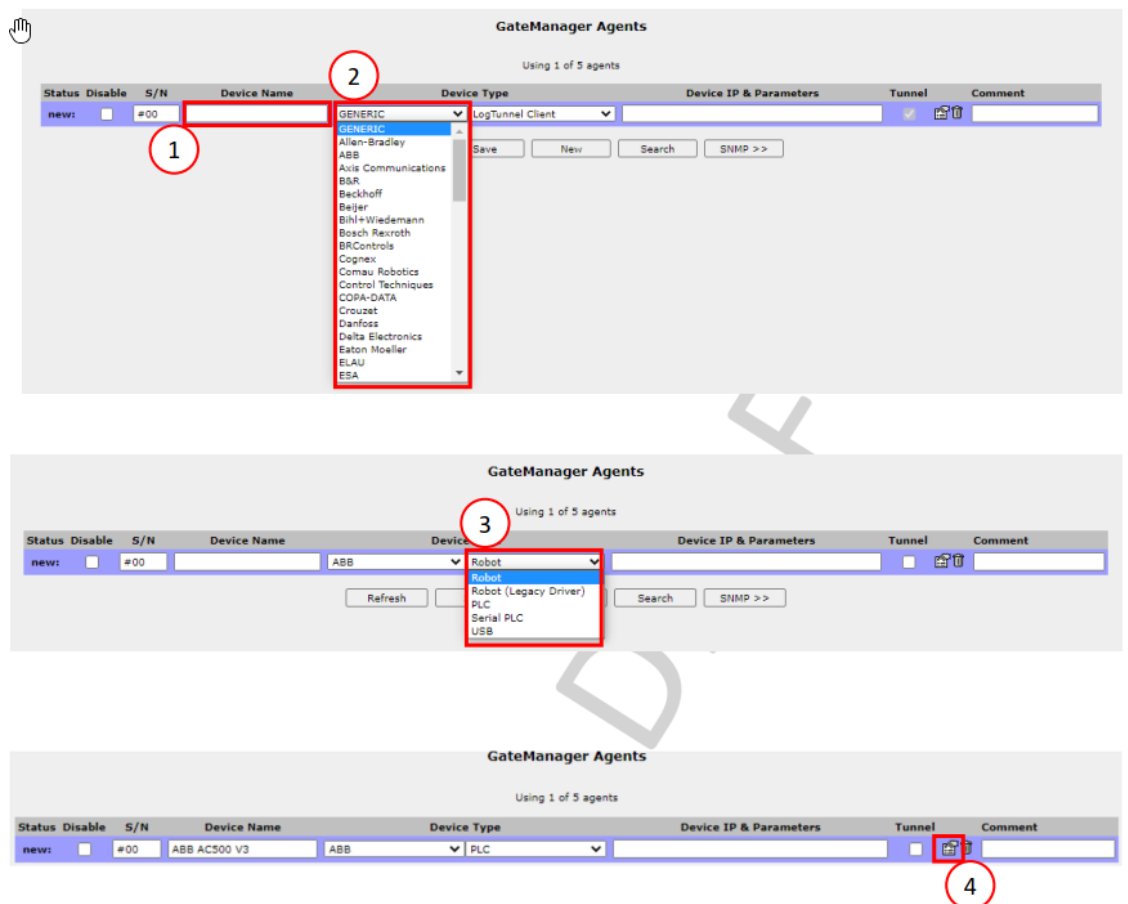 GateManager Agents
Using 1 of 5 agents
2
Status Disable S/N Device Name Device Type Device IP & Parameters Tunnel Comment
new: #00 GENERIC LogTunnel Client
1
GENERIC
Allen-Bradley
ABB
Axis Communications
B&R
Beckhoff
Beijer
Bihl+Wiedemann
Bosch Rexroth
BRControls
Cognex
Comau Robotics
Control Techniques
COPA-DATA
Crouzet
Danfoss
Delta Electronics
Eaton Moeller
ELAU
ESA
Save New Search SNMP >>
GateManager Agents
Using 1 of 5 agents
3
Status Disable S/N Device Name Device Device IP & Parameters Tunnel Comment
new: #00 ABB Robot
Robot
Robot (Legacy Driver)
PLC
Serial PLC
USB
Refresh Search SNMP >>
GateManager Agents
Using 1 of 5 agents
Status Disable S/N Device Name Device Type Device IP & Parameters Tunnel Comment
new: #00 ABB AC500 V3 ABB PLC
4